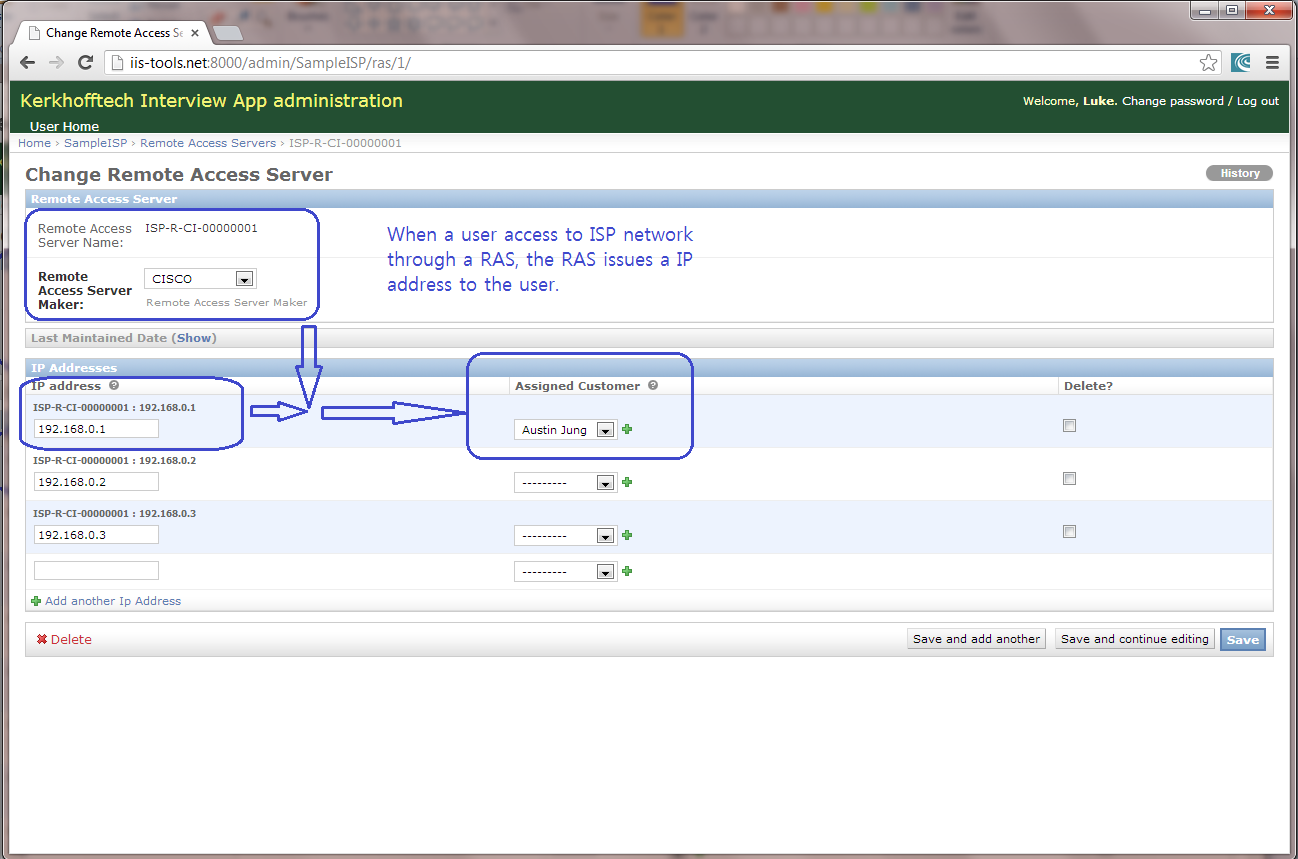 Change Remote Access Se
iis-tools.net:8000/admin/SampleISP/ras/1/
Kerkhofftech Interview App administration
Welcome, Luke. Change password / Log out
User Home
Home › SampleISP › Remote Access Servers › ISP-R-CI-00000001
Change Remote Access Server
History
Remote Access Server
Remote Access
Server Name:
ISP-R-CI-00000001
Remote
Access Server
Maker:
CISCO
Remote Access Server Maker
When a user access to ISP network
through a RAS, the RAS issues a IP
address to the user.
Last Maintained Date (Show)
IP Addresses
IP address
Assigned Customer
Delete?
ISP-R-CI-00000001 : 192.168.0.1
192.168.0.1
Austin Jung
ISP-R-CI-00000001 : 192.168.0.2
192.168.0.2
---------
ISP-R-CI-00000001 : 192.168.0.3
192.168.0.3
---------
---------
Add another Ip Address
Delete
Save and add another
Save and continue editing
Save